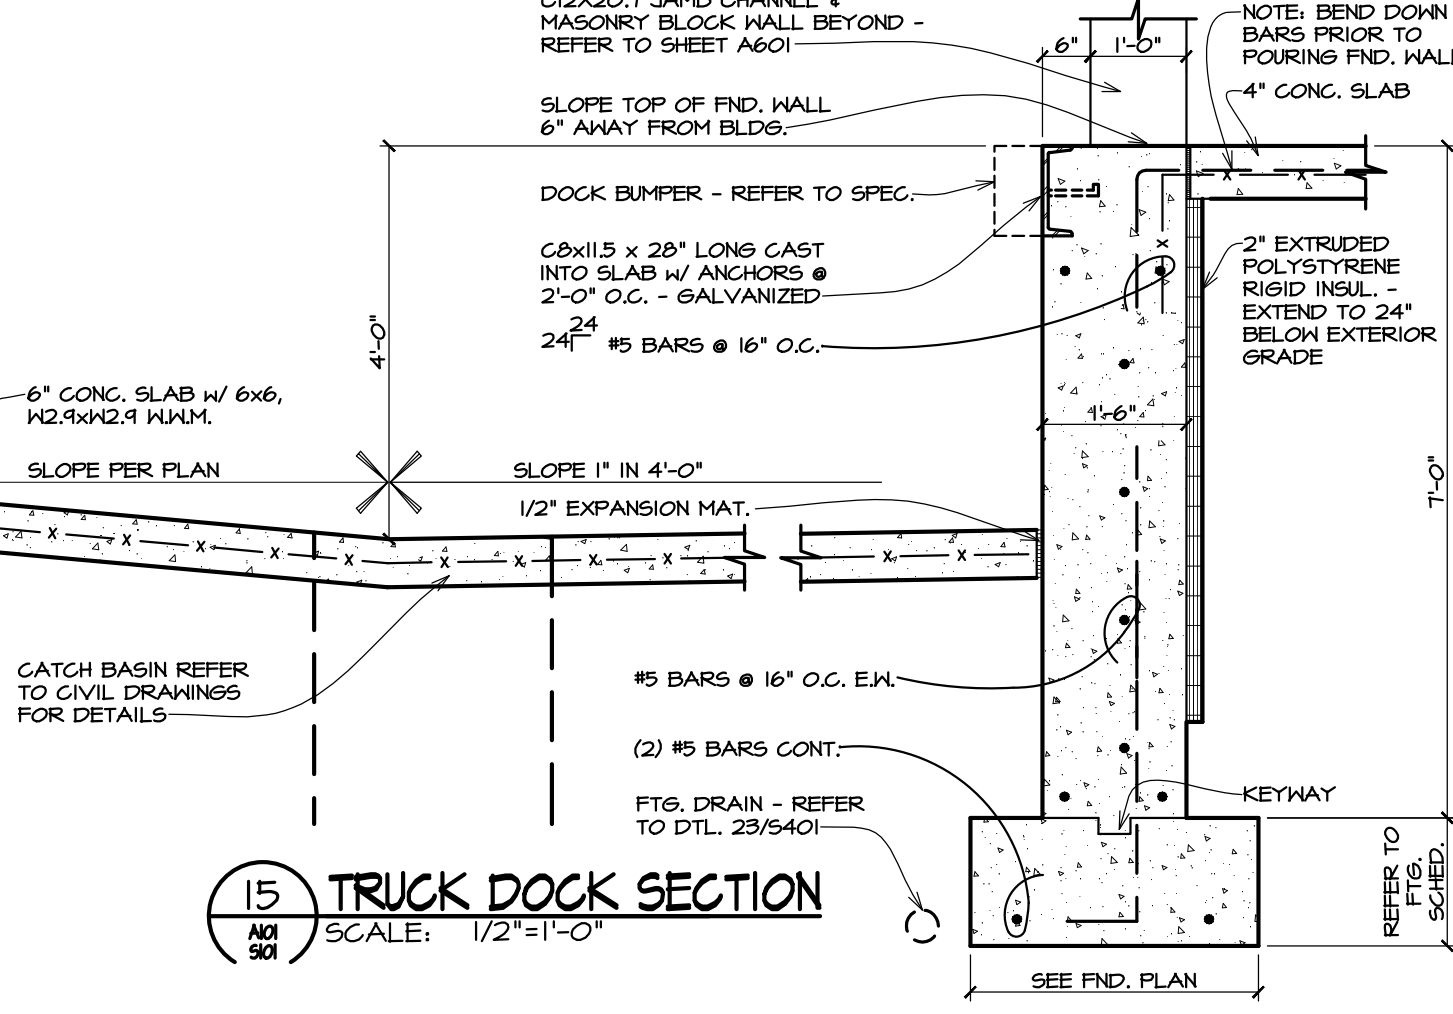 C12x20.7 JAMB CHANNEL &
MASONRY BLOCK WALL BEYOND -
REFER TO SHEET A601
SLOPE TOP OF FND. WALL
6" AWAY FROM BLDG.
6"
1'-0"
NOTE: BEND DOWN
BARS PRIOR TO
POURING FND. WALL
4" CONC. SLAB
DOCK BUMPER - REFER TO SPEC.
C8x11.5 x 28" LONG CAST
INTO SLAB w/ ANCHORS @
2'-0" O.C. - GALVANIZED
24
24
#5 BARS @ 16" O.C.
2" EXTRUDED
POLYSTYRENE
RIGID INSUL. -
EXTEND TO 24"
BELOW EXTERIOR
GRADE
4'-0"
6" CONC. SLAB w/ 6x6,
W2.9xW2.9 W.W.M.
1'-6"
7'-0"
SLOPE PER PLAN
SLOPE 1" IN 4'-0"
1/2" EXPANSION MAT.
x x x x x x x x x x x
x x
x
CATCH BASIN REFER
TO CIVIL DRAWINGS
FOR DETAILS
#5 BARS @ 16" O.C. E.W.
(2) #5 BARS CONT.
FTG. DRAIN - REFER
TO DTL. 23/S401
KEYWAY
REFER TO
FTG.
SCHED.
15
A101
S101
TRUCK DOCK SECTION
SCALE: 1/2"=1'-0"
SEE FND. PLAN